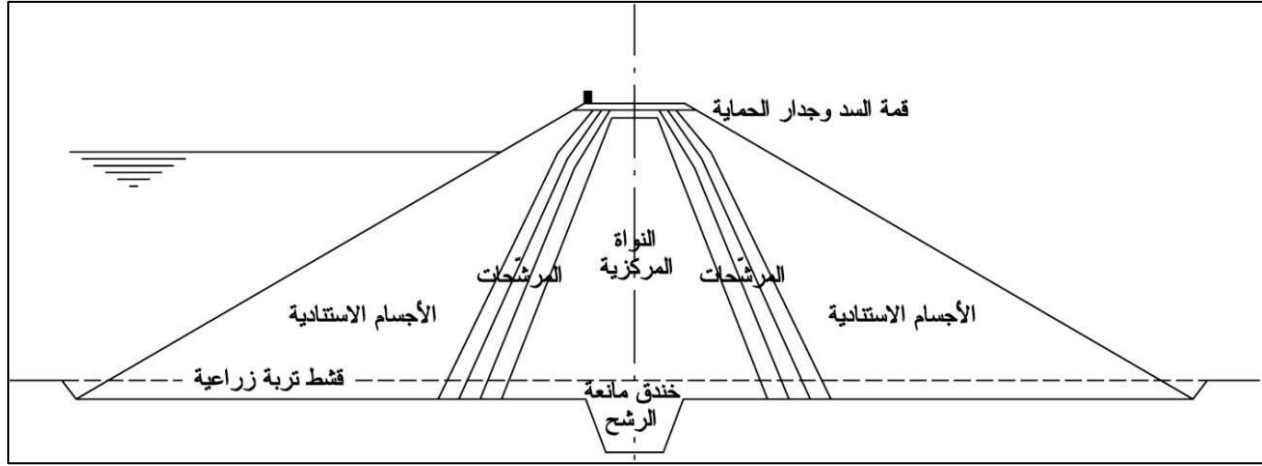 قمة السد وجدار الحماية
النواة
المركزية
المرشّحات
المرشّحات
الأجسام الاستنادية
الأجسام الاستنادية
قشط تربة زراعية
خندق مانعة
الرشح